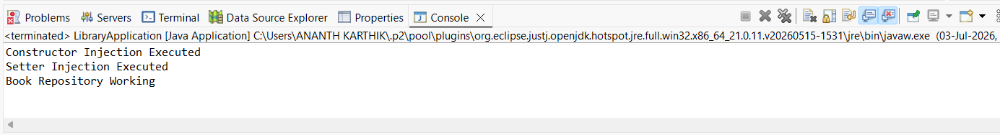 Problems Servers Terminal Data Source Explorer Properties Console
<terminated> LibraryApplication [Java Application] C:\Users\ANANTH KARTHIK\.p2\pool\plugins\org.eclipse.justj.openjdk.hotspot.jre.full.win32.x86_64_21.0.11.v20260515-1531\jre\bin\javaw.exe (03-Jul-2026,
Constructor Injection Executed
Setter Injection Executed
Book Repository Working